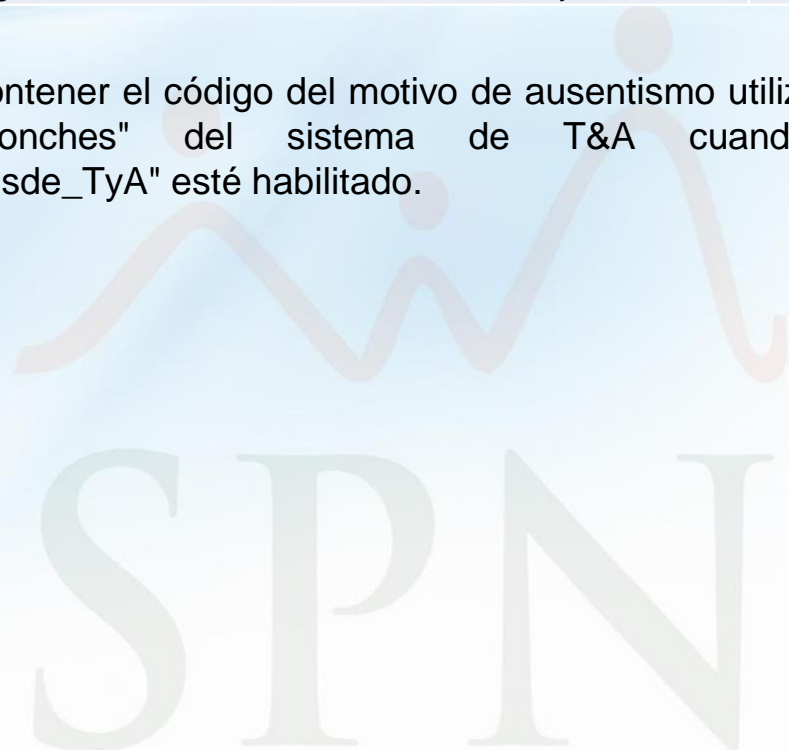 ontener el código del motivo de ausentismo utiliz
onches" del sistema de T&A cuand
sde_TyA" esté habilitado.
SPN